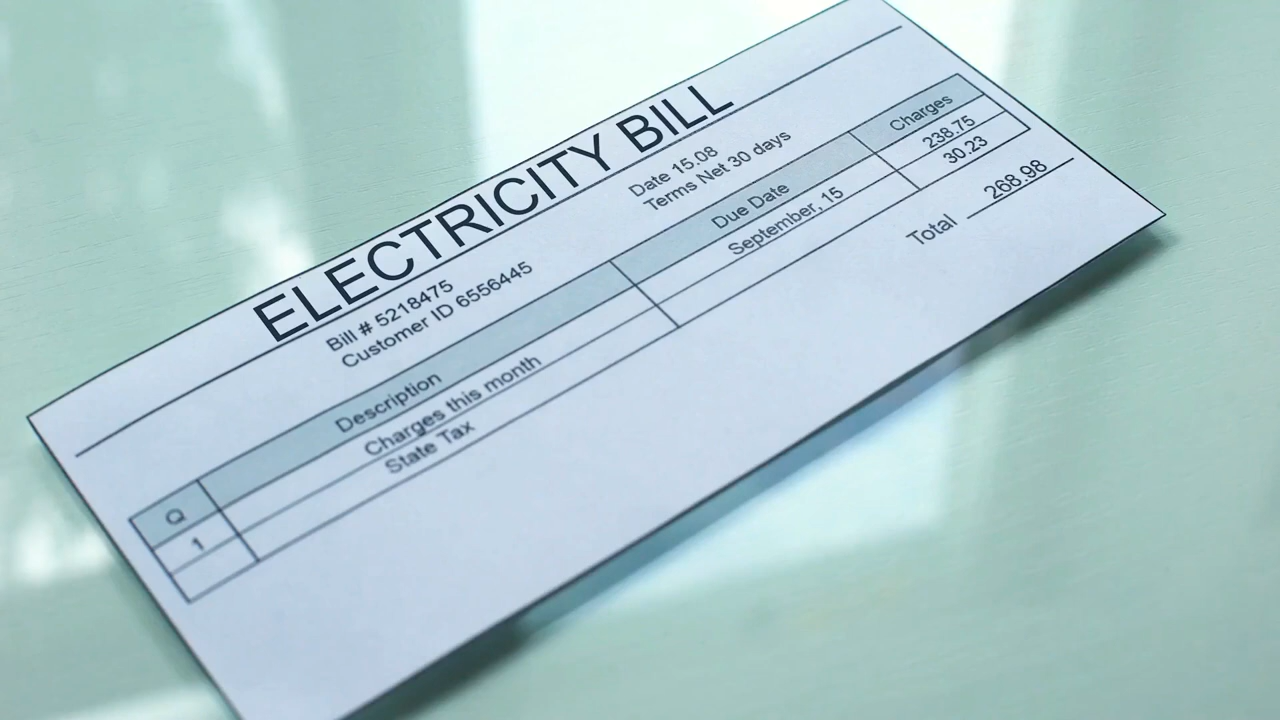 ELECTRICITY BILL
Bill # 5218475
Customer ID 6556445
Date 15.08
Terms Net 30 days
Q Description Due Date Charges
1 Charges this month September, 15 238.75
State Tax 30.23
Total 268.98